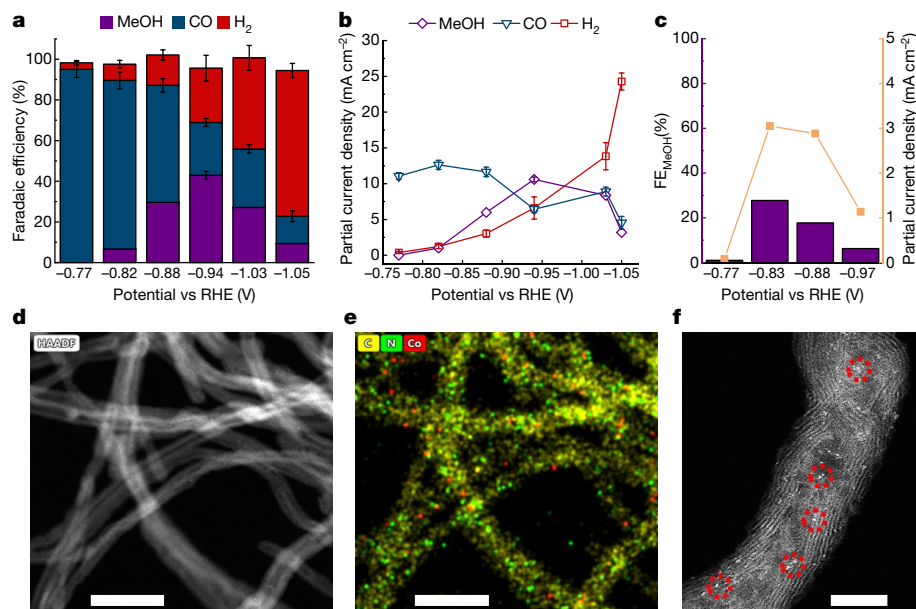 a
MeOH CO H2
Faradaic efficiency (%)
100
80
60
40
20
0
−0.77 −0.82 −0.88 −0.94 −1.03 −1.05
Potential vs RHE (V)
b
MeOH CO H2
Partial current density (mA cm−2)
30
25
20
15
10
5
0
−0.75 −0.80 −0.85 −0.90 −0.95 −1.00 −1.05
Potential vs RHE (V)
c
FEMeOH(%)
100
80
60
40
20
0
5
4
3
2
1
0
Partial current density (mA cm−2)
−0.77 −0.83 −0.88 −0.97
Potential vs RHE (V)
d
HAADF
e
C N Co
f